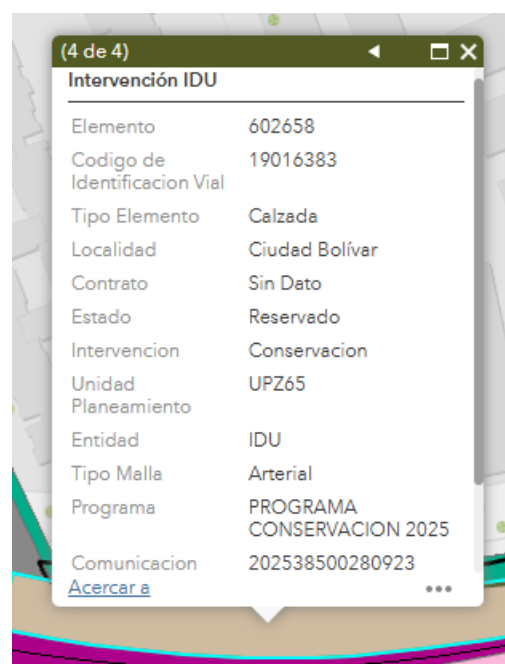 (4 de 4)
Intervención IDU
Elemento 602658
Codigo de Identificacion Vial 19016383
Tipo Elemento Calzada
Localidad Ciudad Bolívar
Contrato Sin Dato
Estado Reservado
Intervencion Conservacion
Unidad Planeamiento UPZ65
Entidad IDU
Tipo Malla Arterial
Programa PROGRAMA CONSERVACION 2025
Comunicacion 202538500280923
Acercar a